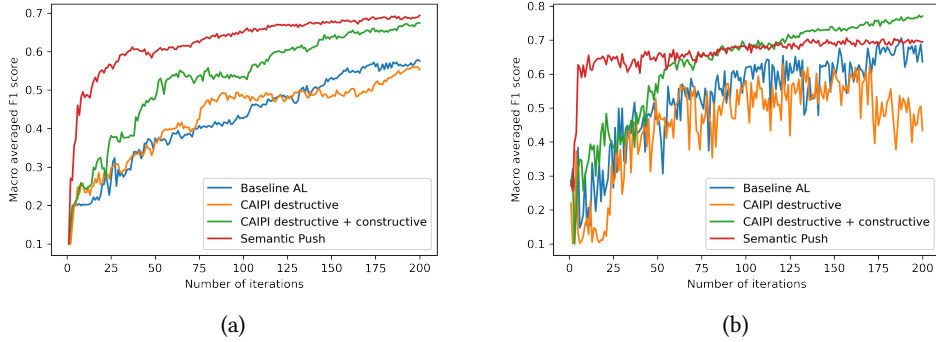 0.7
0.6
0.5
0.4
0.3
0.2
0.1
Macro averaged F1 score
0 25 50 75 100 125 150 175 200
Number of iterations
Baseline AL
CAIPI destructive
CAIPI destructive + constructive
Semantic Push
(a)
0.8
0.7
0.6
0.5
0.4
0.3
0.2
0.1
Macro averaged F1 score
0 25 50 75 100 125 150 175 200
Number of iterations
Baseline AL
CAIPI destructive
CAIPI destructive + constructive
Semantic Push
(b)